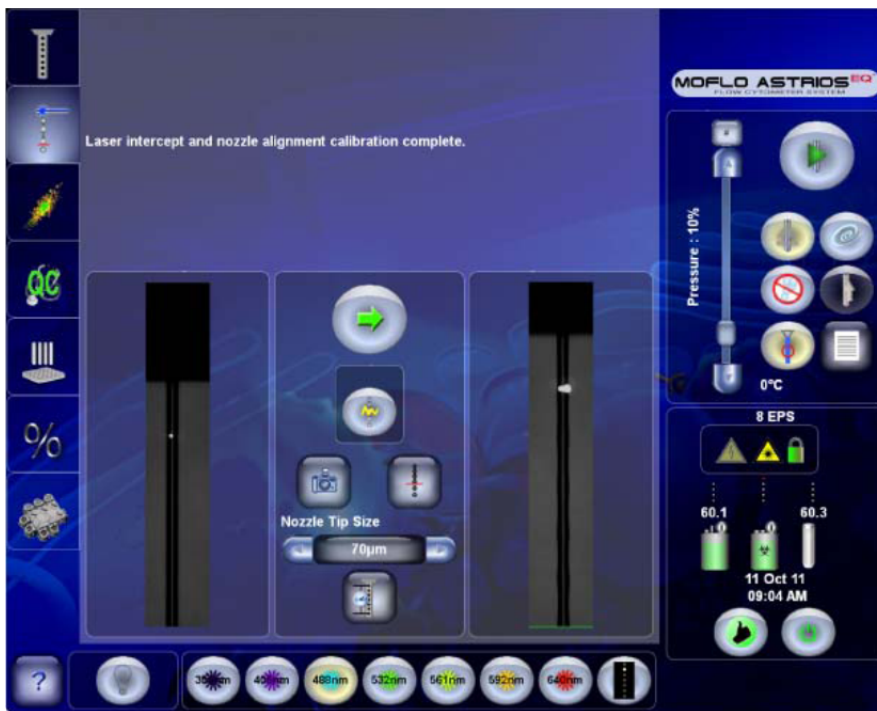 MOFLO ASTRIOS EQ
FLOW CYTOMETER SYSTEM
Laser intercept and nozzle alignment calibration complete.
QC
Pressure : 10%
%
0°C
8 EPS
Nozzle Tip Size
70µm
60.1
60.3
11 Oct 11
09:04 AM
?
488nm
532nm
561nm
592nm
640nm